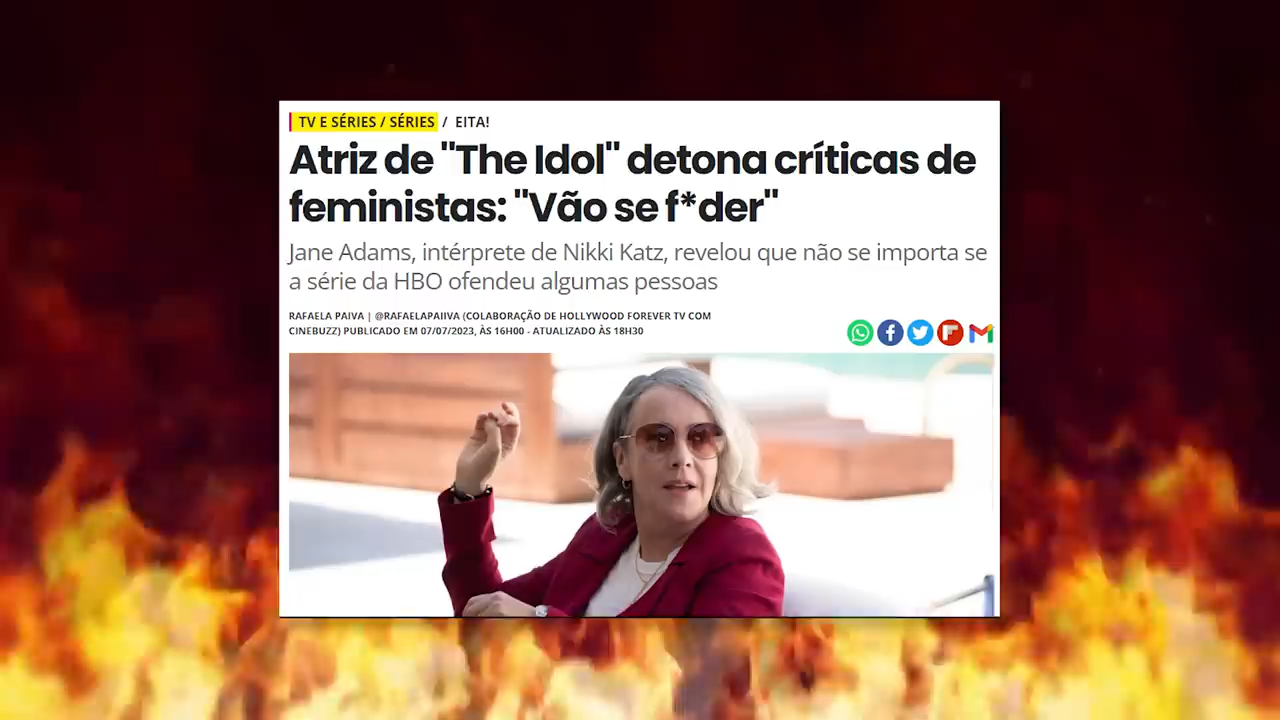 TV E SÉRIES / SÉRIES / EITA!
Atriz de "The Idol" detona críticas de
feministas: "Vão se f*der"
Jane Adams, intérprete de Nikki Katz, revelou que não se importa se
a série da HBO ofendeu algumas pessoas
RAFAELA PAIVA | @RAFAELAPAIIVA (COLABORAÇÃO DE HOLLYWOOD FOREVER TV COM
CINEBUZZ) PUBLICADO EM 07/07/2023, ÀS 16H00 - ATUALIZADO ÀS 18H30